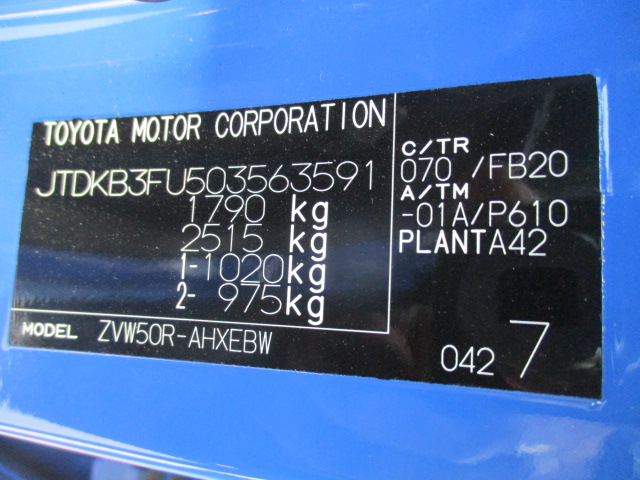 TOYOTA MOTOR CORPORATION
JTDKB3FU503563591
1790 kg
2515 kg
1-1020kg
2- 975kg
MODEL ZVW50R-AHXEBW
C/TR
070 /FB20
A/TM
-01A/P610
PLANTA42
042 7